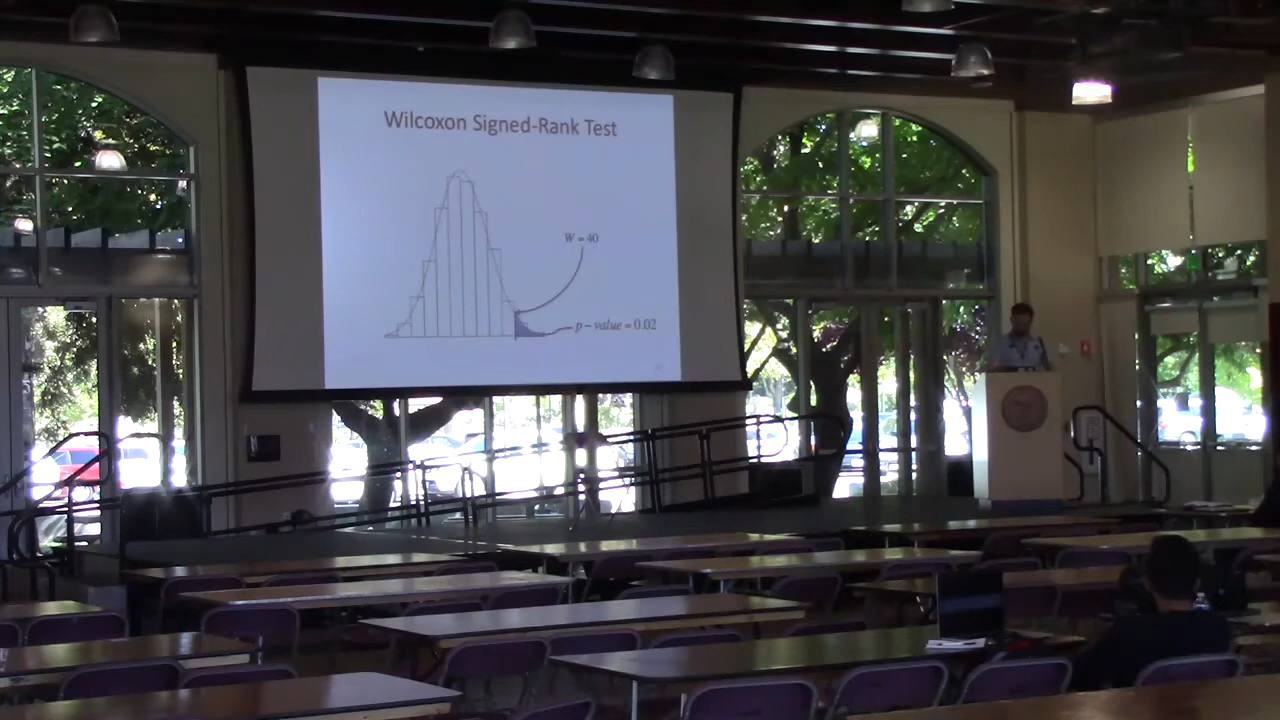 Wilcoxon Signed-Rank Test
W = 40
p – value = 0.02